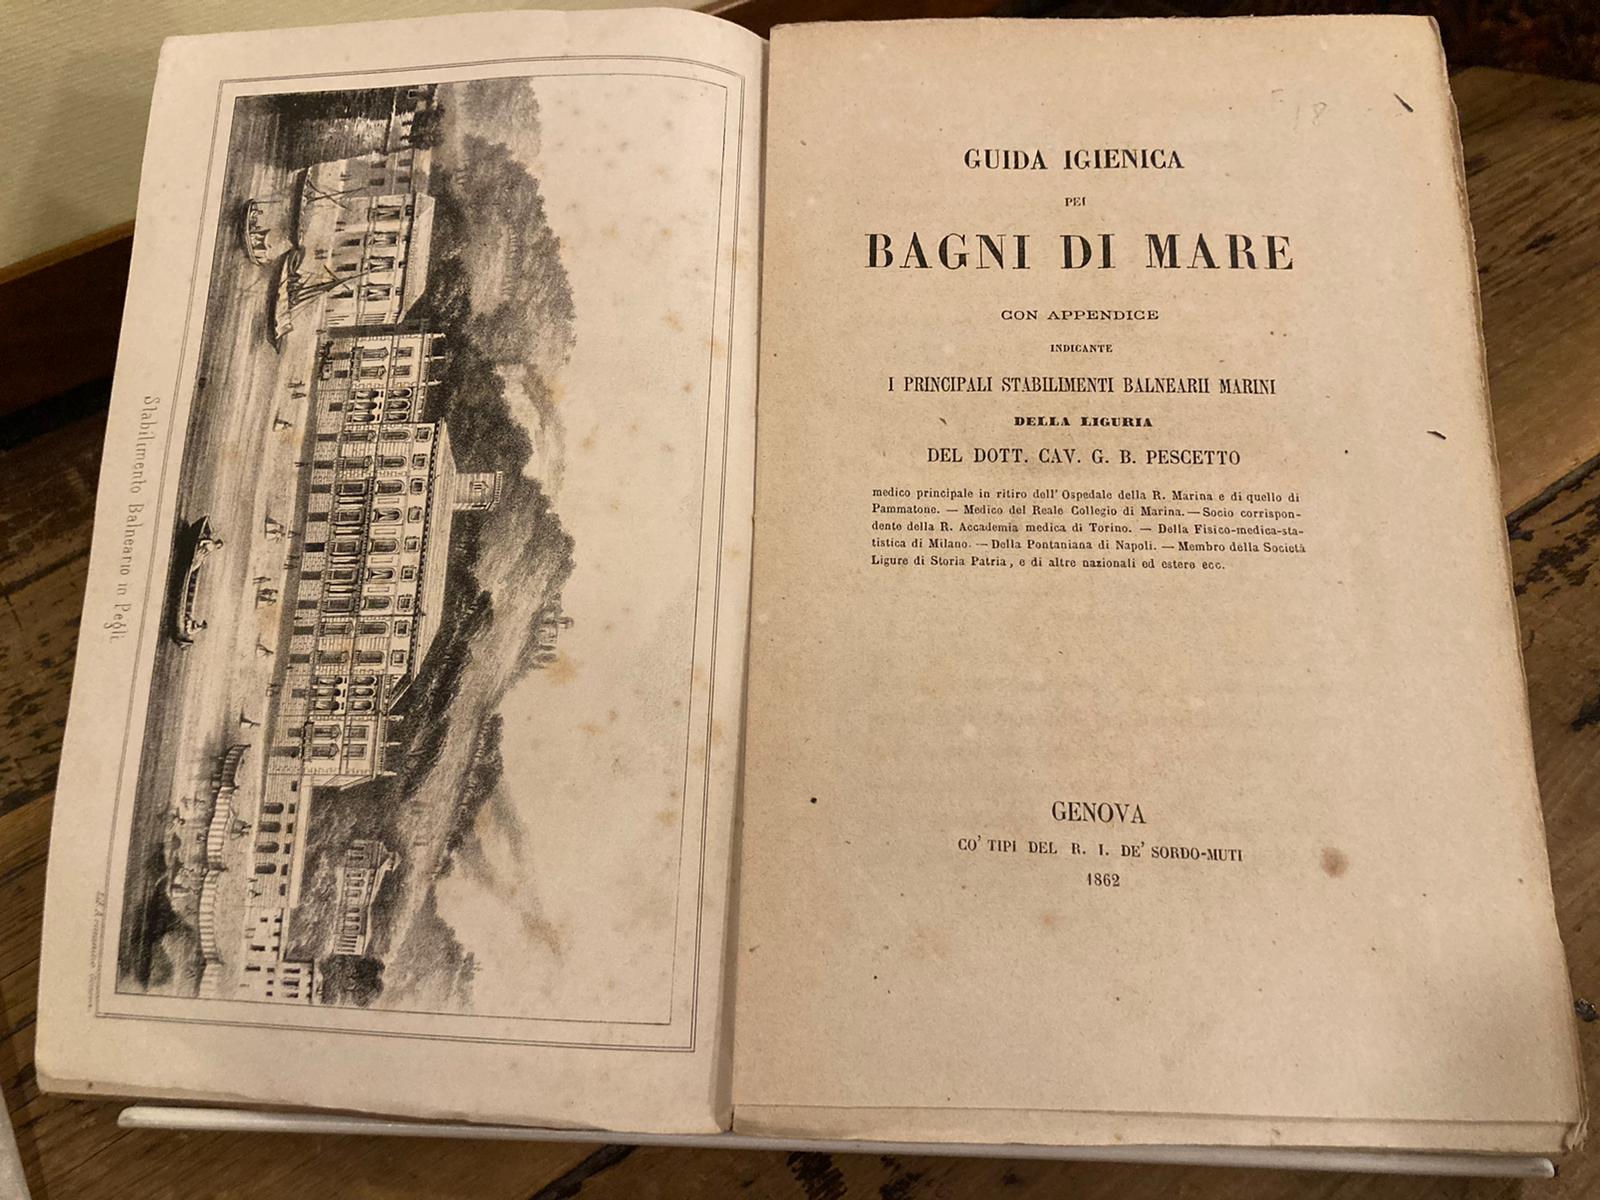 Stabilimento Balneario in Pegli.
GUIDA IGIENICA
PEI
BAGNI DI MARE
CON APPENDICE
INDICANTE
I PRINCIPALI STABILIMENTI BALNEARII MARINI
DELLA LIGURIA
DEL DOTT. CAV. G. B. PESCETTO
medico principale in ritiro dell' Ospedale della R. Marina e di quello di
Pammatone. — Medico del Reale Collegio di Marina. — Socio corrispon-
dente della R. Accademia medica di Torino. — Della Fisico-medica-sta-
tistica di Milano. — Della Pontaniana di Napoli. — Membro della Società
Ligure di Storia Patria, e di altre nazionali ed estere ecc.
GENOVA
CO' TIPI DEL R. I. DE' SORDO-MUTI
1862